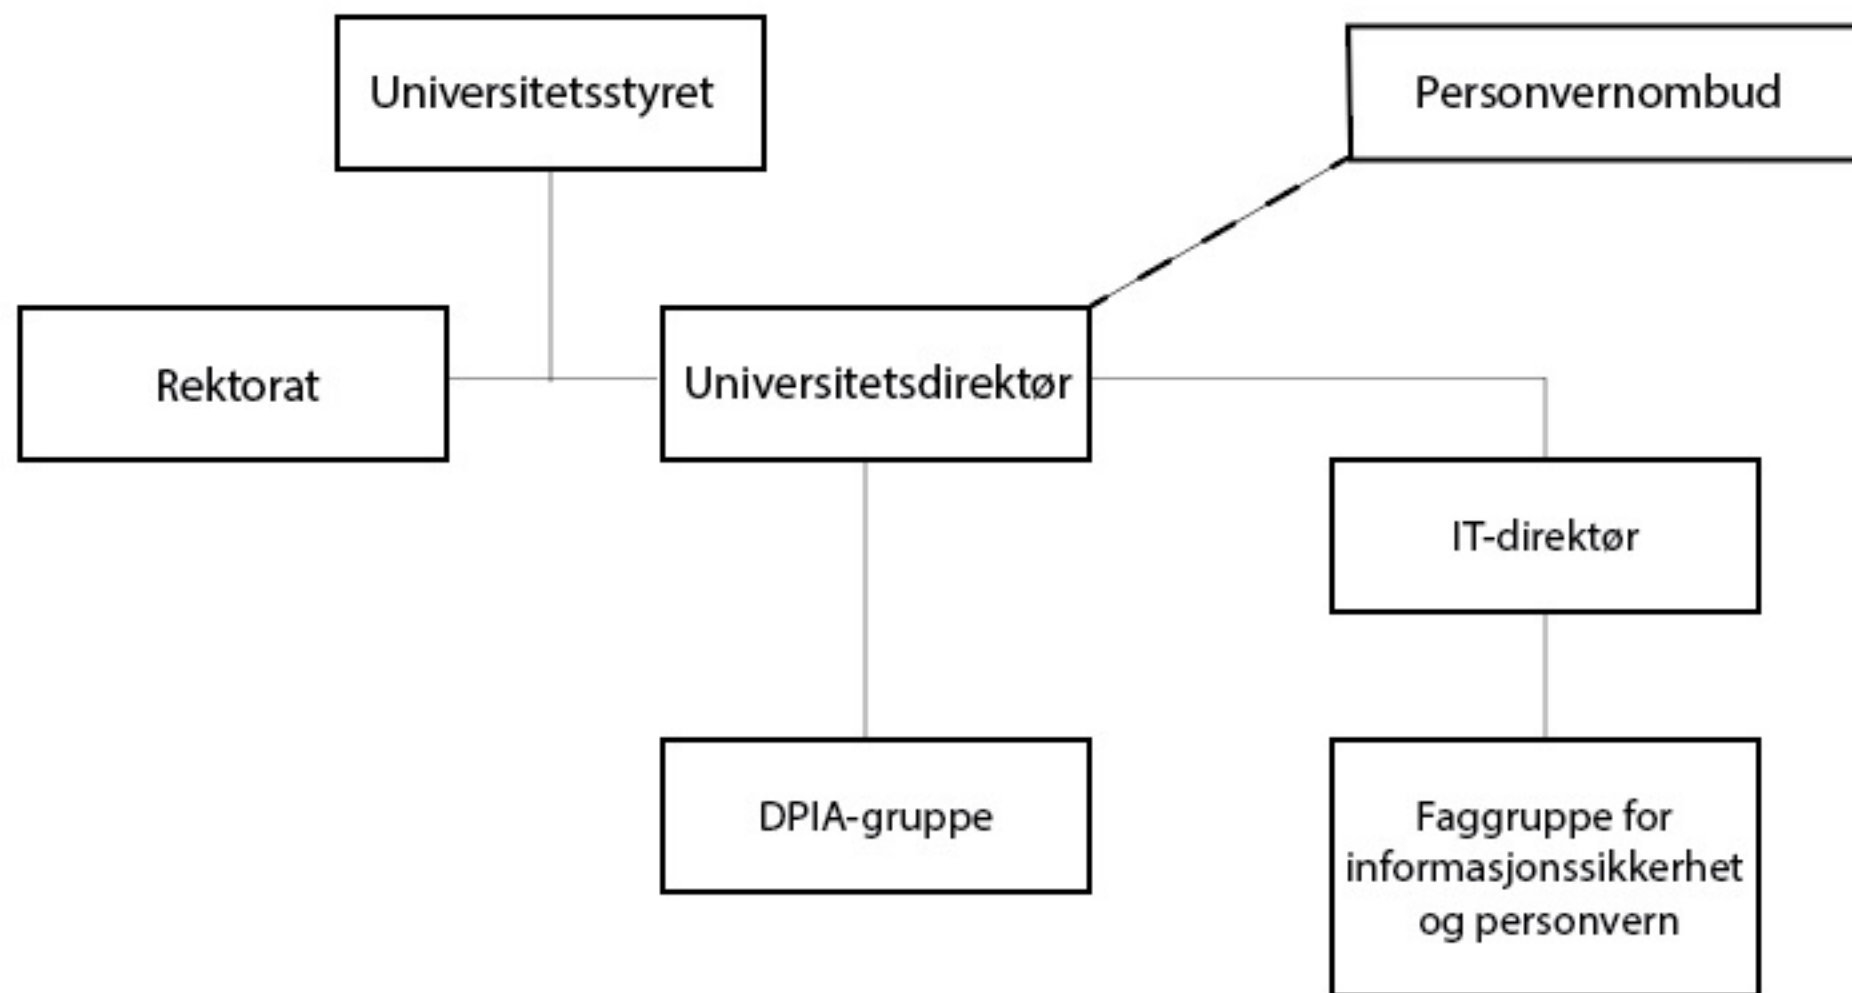 Universitetsstyret
Personvernombud
Rektorat
Universitetsdirektør
IT-direktør
DPIA-gruppe
Faggruppe for
informasjonssikkerhet
og personvern